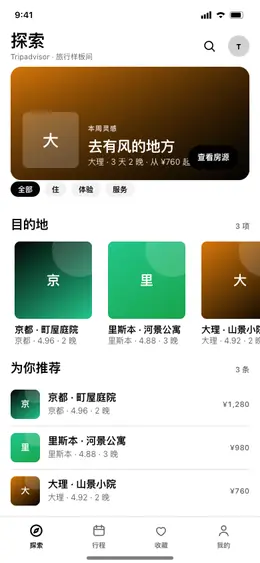 9:41
探索
Tripadvisor · 旅行样板间
T
本周灵感
大
去有风的地方
大理 · 3 天 2 晚 · 从 ¥760 起
查看房源
全部
住
体验
服务
目的地
3 项
京
里
大
京都 · 町屋庭院
里斯本 · 河景公寓
大理 · 山景小院
京都 · 4.96 · 2 晚
里斯本 · 4.88 · 3 晚
大理 · 4.92 · 2 晚
为你推荐
3 条
京
京都 · 町屋庭院
京都 · 4.96 · 2 晚
¥1,280
里
里斯本 · 河景公寓
里斯本 · 4.88 · 3 晚
¥980
大
大理 · 山景小院
大理 · 4.92 · 2 晚
¥760
探索
行程
收藏
我的